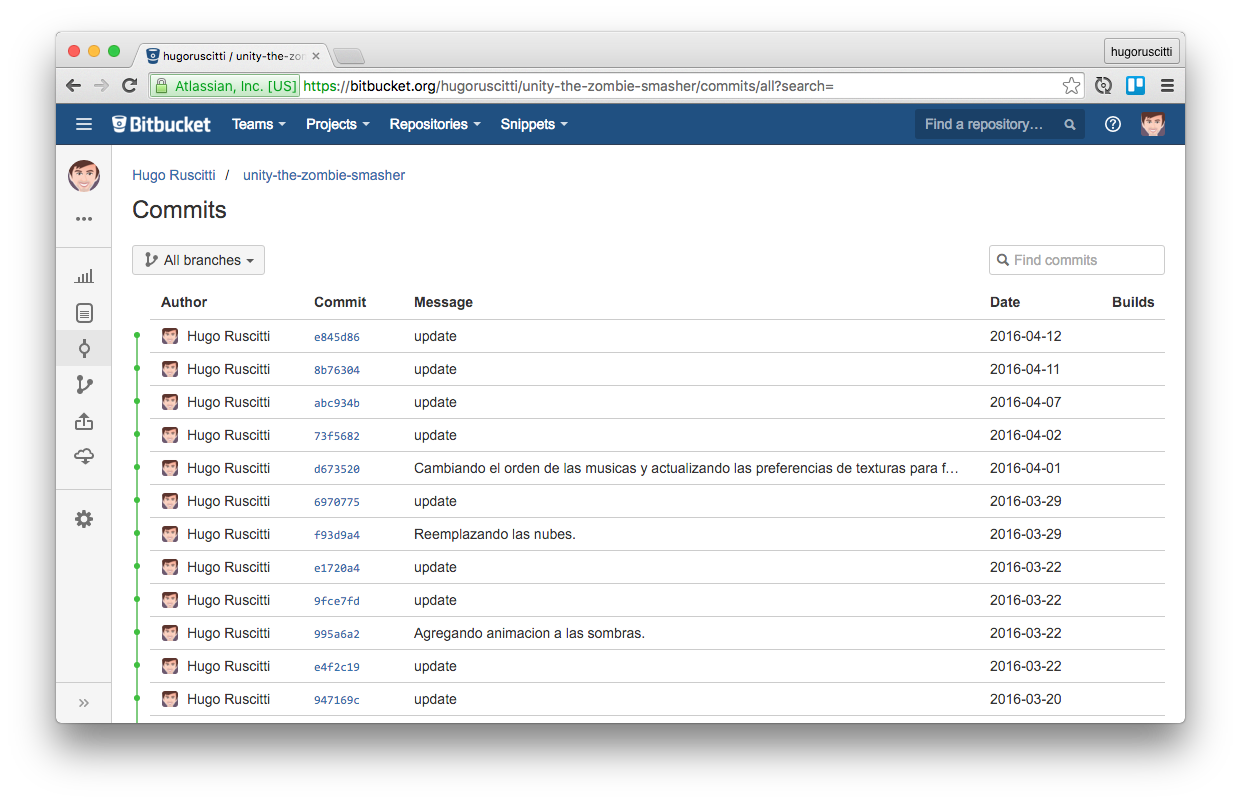 hugoruscitti / unity-the-zo
hugoruscitti
Atlassian, Inc. [US] https://bitbucket.org/hugoruscitti/unity-the-zombie-smasher/commits/all?search=
Bitbucket Teams Projects Repositories Snippets Find a repository...
Hugo Ruscitti / unity-the-zombie-smasher
Commits
All branches Find commits
Author Commit Message Date Builds
Hugo Ruscitti e845d86 update 2016-04-12
Hugo Ruscitti 8b76304 update 2016-04-11
Hugo Ruscitti abc934b update 2016-04-07
Hugo Ruscitti 73f5682 update 2016-04-02
Hugo Ruscitti d673520 Cambiando el orden de las musicas y actualizando las preferencias de texturas para f... 2016-04-01
Hugo Ruscitti 6970775 update 2016-03-29
Hugo Ruscitti f93d9a4 Reemplazando las nubes. 2016-03-29
Hugo Ruscitti e1720a4 update 2016-03-22
Hugo Ruscitti 9fce7fd update 2016-03-22
Hugo Ruscitti 995a6a2 Agregando animacion a las sombras. 2016-03-22
Hugo Ruscitti e4f2c19 update 2016-03-22
Hugo Ruscitti 947169c update 2016-03-20